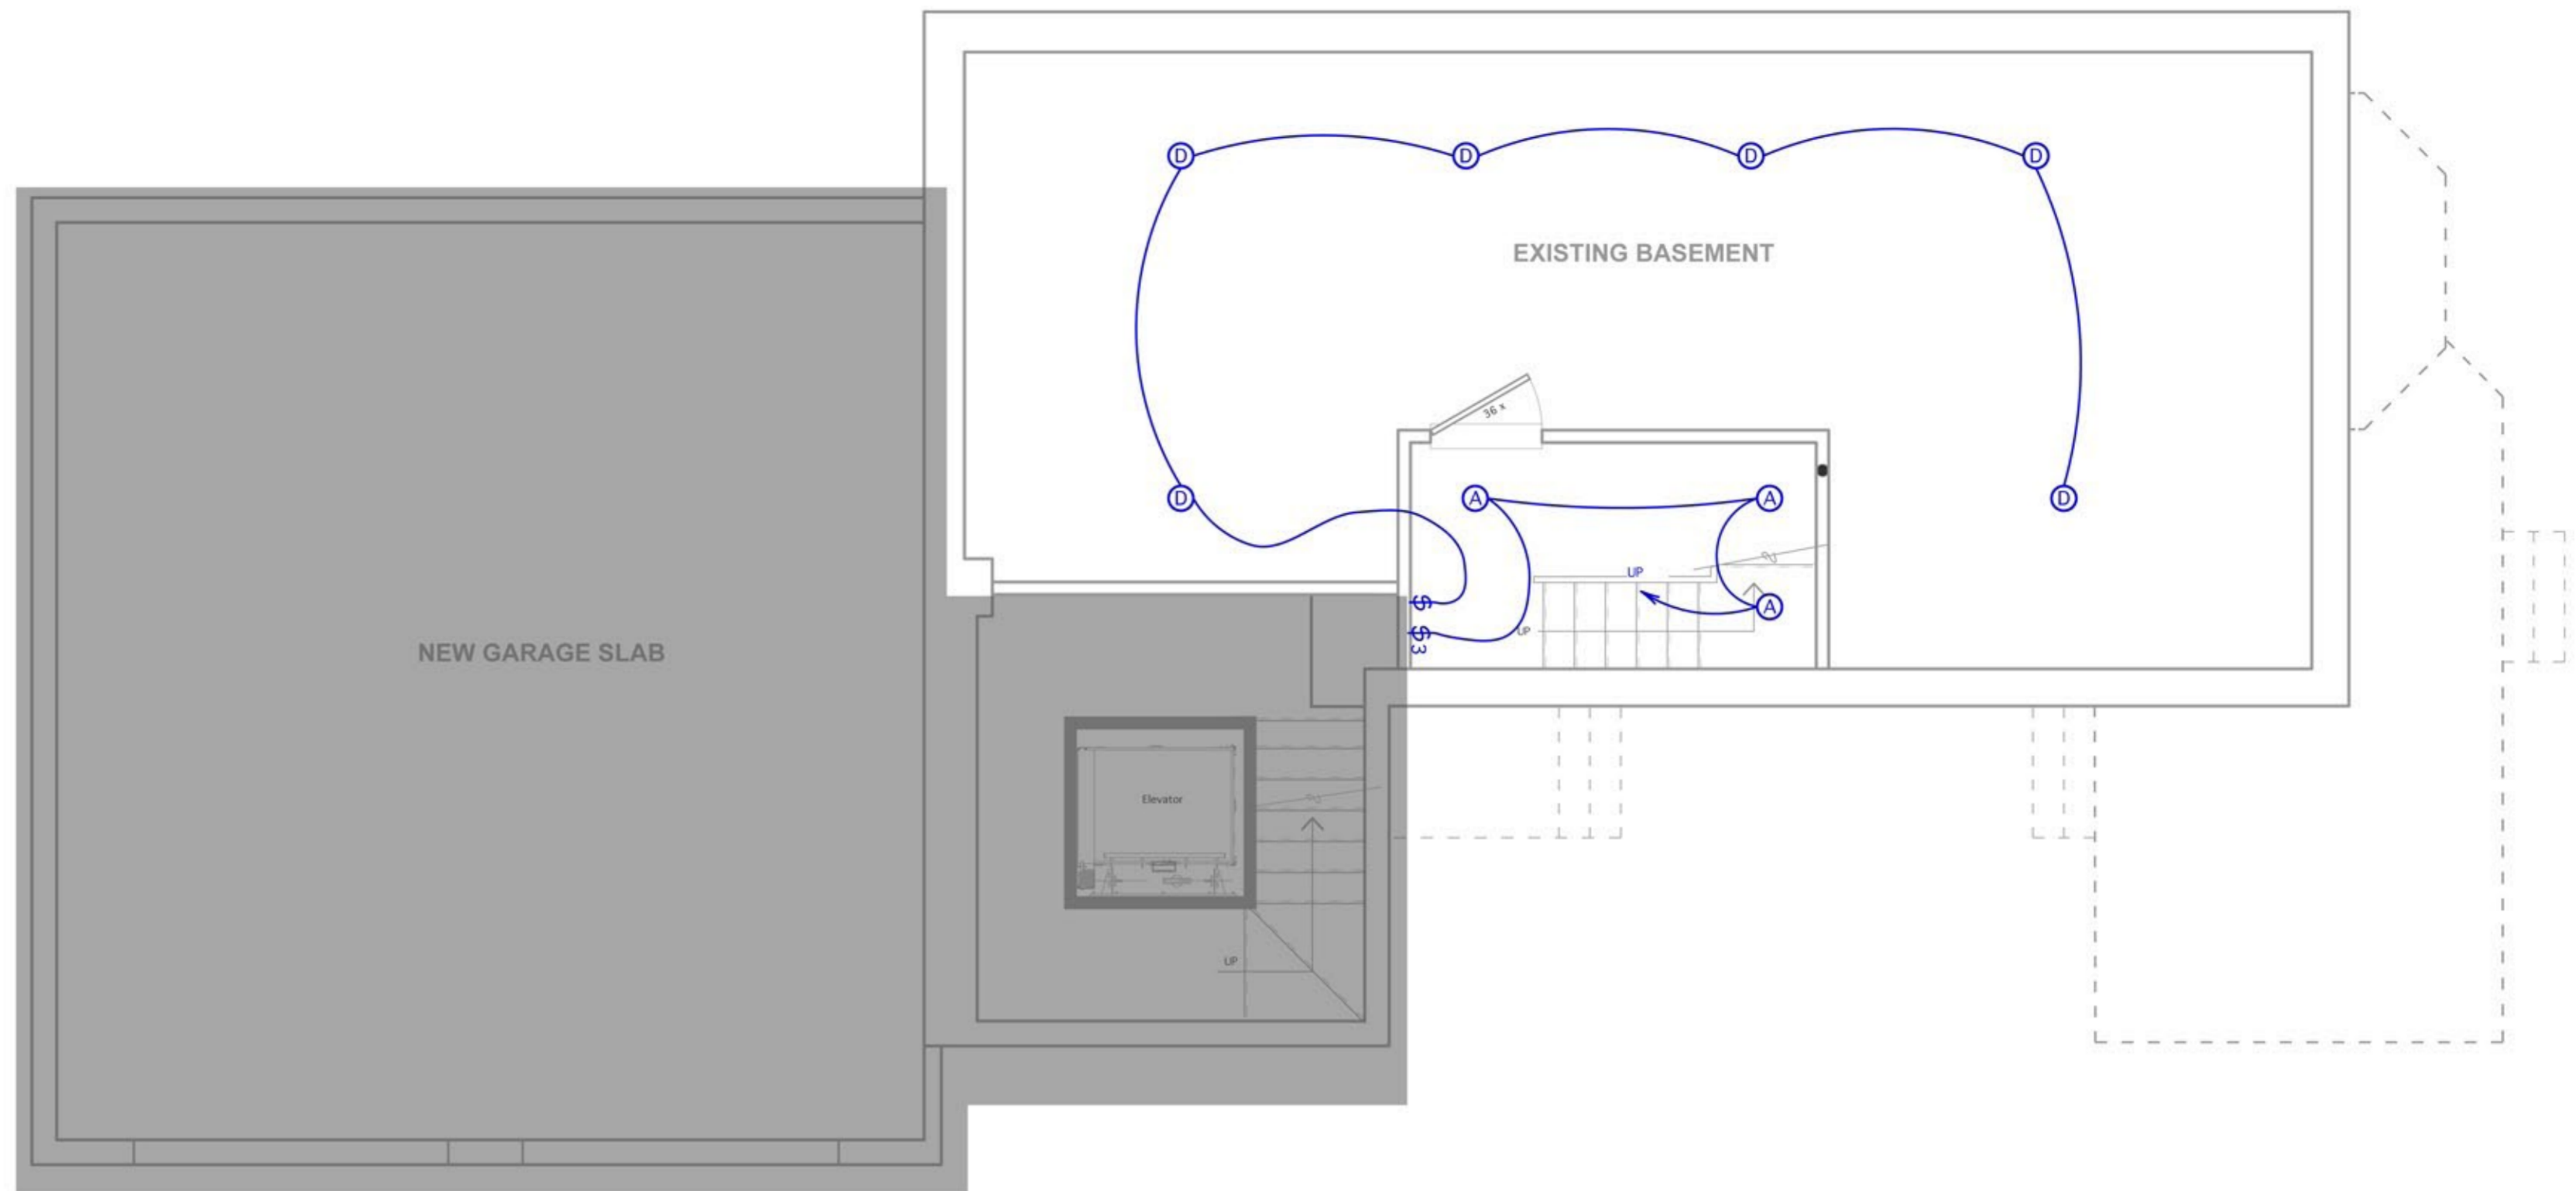 D D D D
EXISTING BASEMENT
36 x
D A A D
UP
S
A
S
3
UP
NEW GARAGE SLAB
Elevator
UP